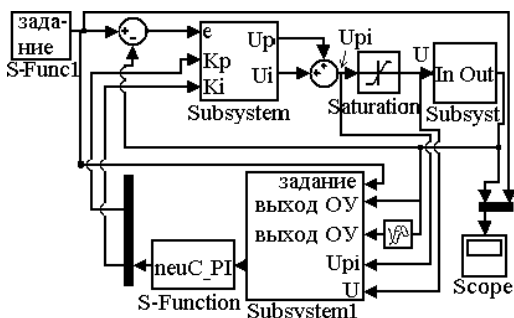 зада-
ние
S-Func1
e
Kp
Ki
Up
Ui
Subsystem
Upi
Saturation
U
In Out
Subsyst
задание
выход ОУ
выход ОУ
Upi
U
Subsystem1
neuC_PI
S-Function
Scope